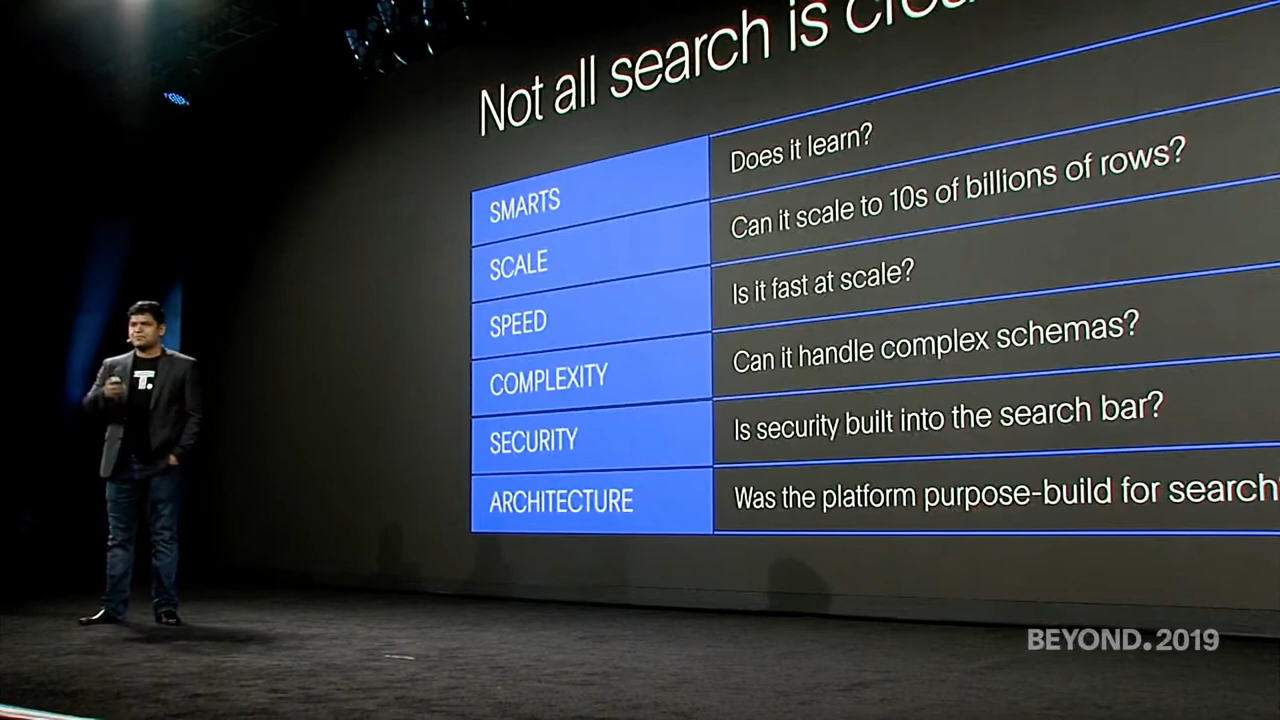 Not all search is
SMARTS
Does it learn?
SCALE
Can it scale to 10s of billions of rows?
SPEED
Is it fast at scale?
COMPLEXITY
Can it handle complex schemas?
SECURITY
Is security built into the search bar?
ARCHITECTURE
Was the platform purpose-build for search
T.
BEYOND.2019